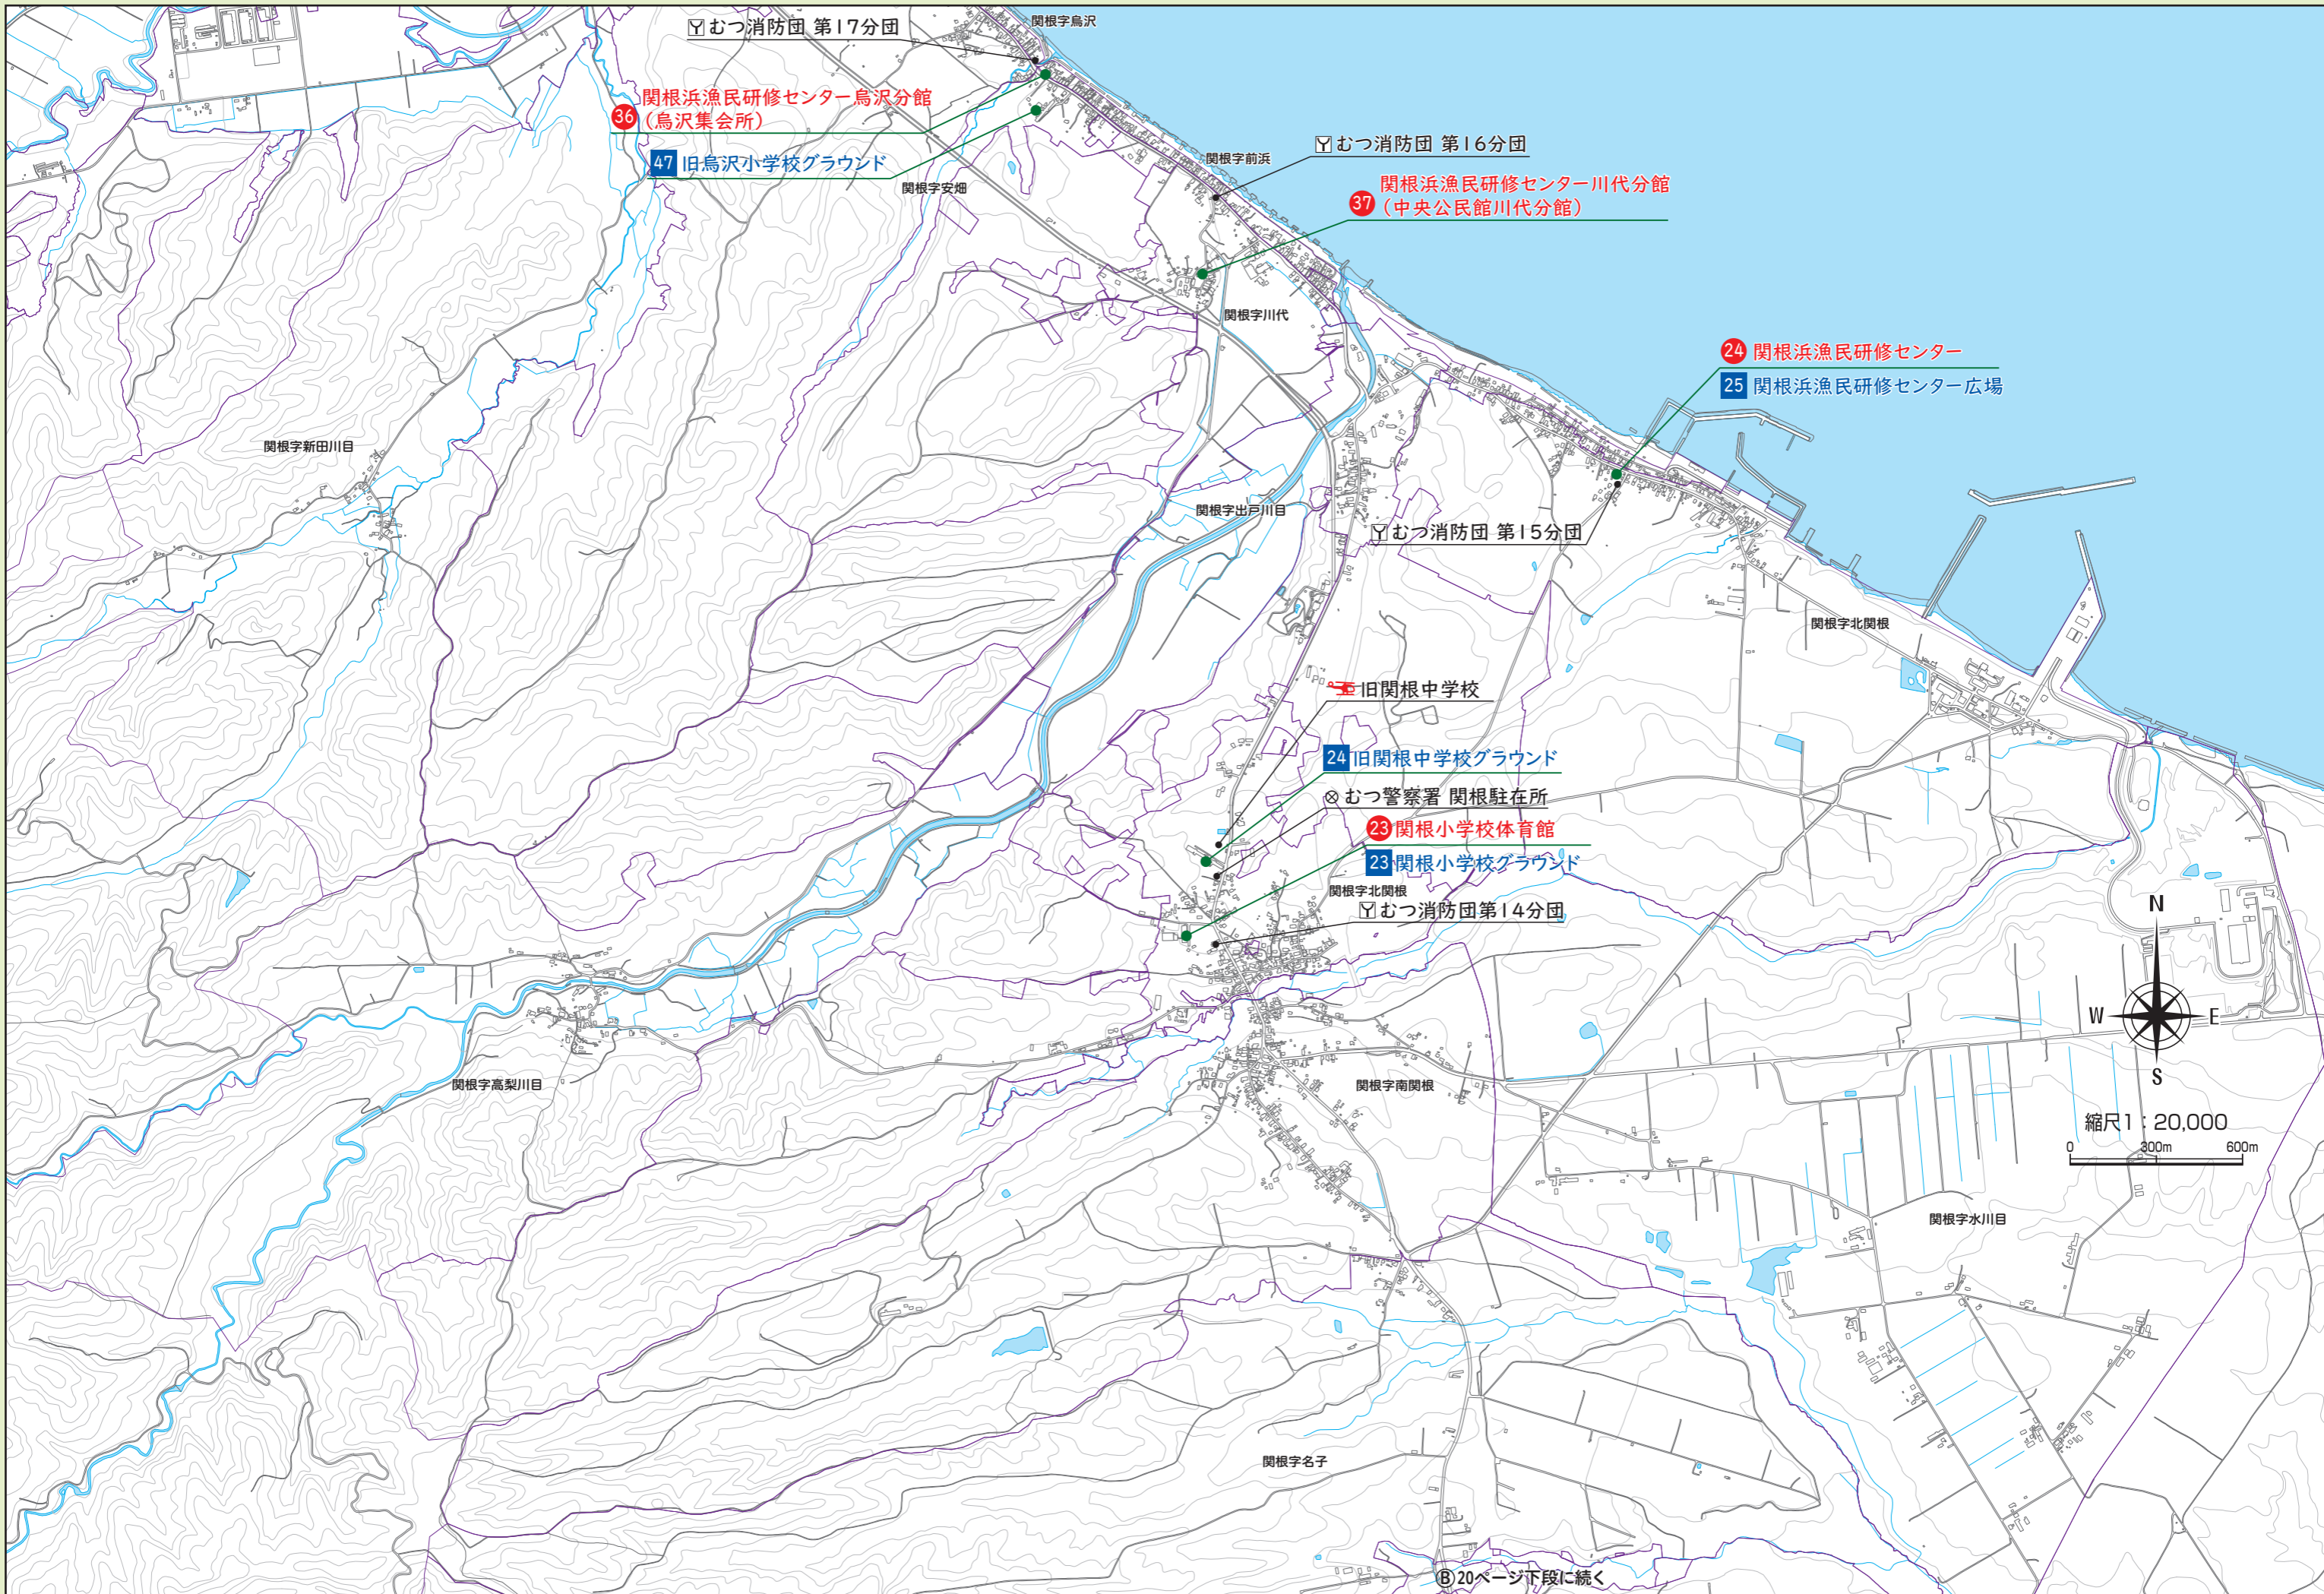 関根字烏沢
むつ消防団 第17分団
36 関根浜漁民研修センター烏沢分館
（烏沢集会所）
47 旧烏沢小学校グラウンド
関根字安畑
関根字前浜
むつ消防団 第16分団
関根浜漁民研修センター川代分館
37 （中央公民館川代分館）
関根字川代
24 関根浜漁民研修センター
25 関根浜漁民研修センター広場
関根字新田川目
関根字出戸川目
むつ消防団 第15分団
関根字北関根
旧関根中学校
24 旧関根中学校グラウンド
むつ警察署 関根駐在所
23 関根小学校体育館
23 関根小学校グラウンド
関根字北関根
むつ消防団第14分団
N
W E
S
関根字高梨川目
関根字南関根
縮尺1：20,000
0 300m 600m
関根字水川目
関根字名子
B 20ページ下段に続く